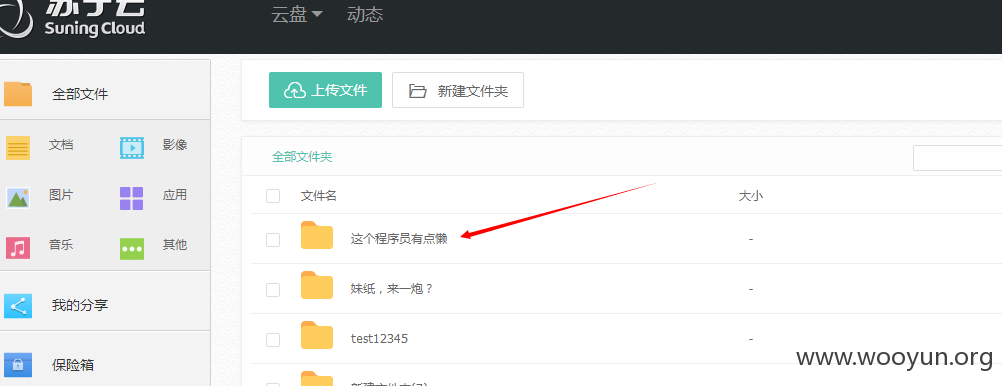 苏宁云
Suning Cloud
云盘 动态
全部文件
文档 影像
图片 应用
音乐 其他
我的分享
保险箱
上传文件 新建文件夹
全部文件夹
文件名 大小
这个程序员有点懒 -
妹纸，来一炮？ -
test12345 -
www.wooyun.org